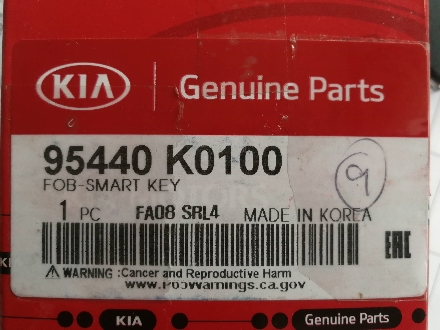 KIA Genuine Parts
95440 K0100
9
FOB-SMART KEY
1 PC FA08 SRL4 MADE IN KOREA
EAC
WARNING :Cancer and Reproductive Harm
www.P65Warnings.ca.gov
KIA Genuine Parts